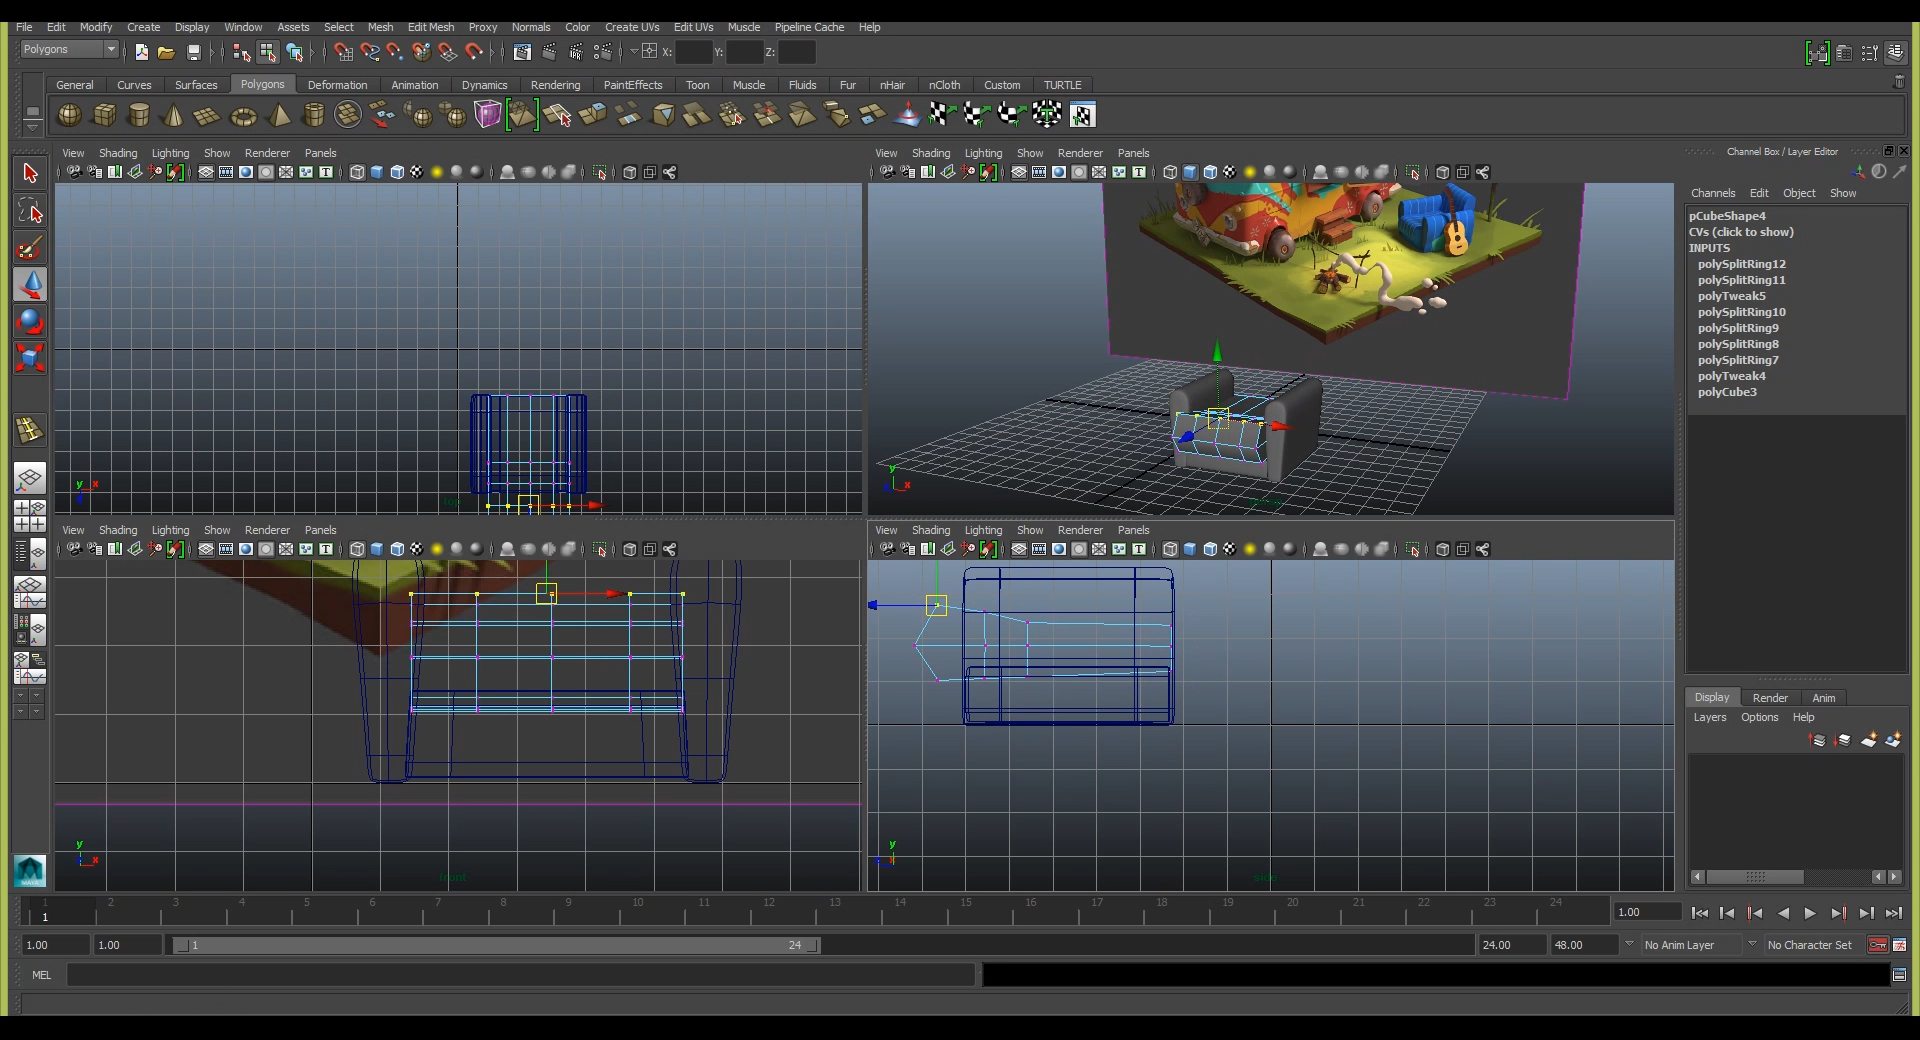 File Edit Modify Create Display Window Assets Select Mesh Edit Mesh Proxy Normals Color Create UVs Edit UVs Muscle Pipeline Cache Help
Polygons X: Y: Z:
General Curves Surfaces Polygons Deformation Animation Dynamics Rendering PaintEffects Toon Muscle Fluids Fur nHair nCloth Custom TURTLE
View Shading Lighting Show Renderer Panels
View Shading Lighting Show Renderer Panels
Channel Box / Layer Editor
Channels Edit Object Show
pCubeShape4
CVs (click to show)
INPUTS
polySplitRing12
polySplitRing11
polyTweak5
polySplitRing10
polySplitRing9
polySplitRing8
polySplitRing7
polyTweak4
polyCube3
y x
top
y x
View Shading Lighting Show Renderer Panels
View Shading Lighting Show Renderer Panels
Display Render Anim
Layers Options Help
y x
front
y
side
MAYA
1 2 3 4 5 6 7 8 9 10 11 12 13 14 15 16 17 18 19 20 21 22 23 24
1
1.00
1.00 1.00 1 24 24.00 48.00 No Anim Layer No Character Set
MEL